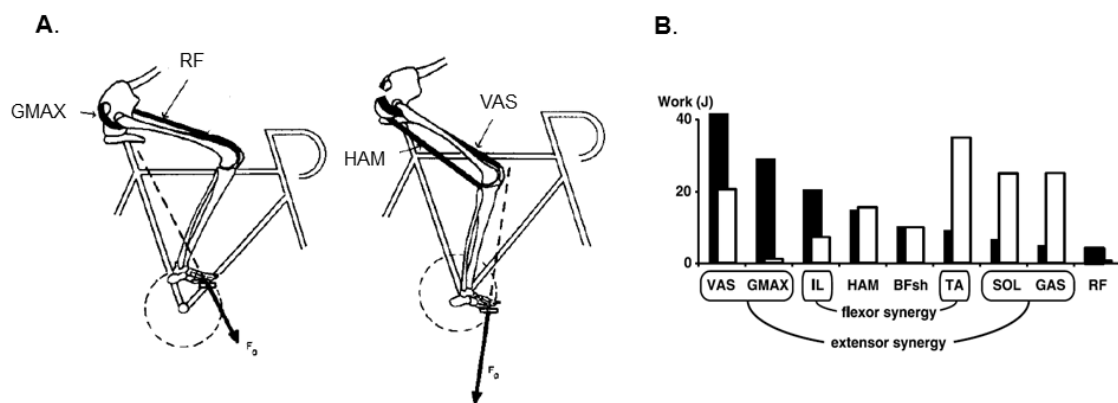 A.
RF
GMAX
VAS
HAM
F₀
F₀
B.
Work (J)
40
20
0
VAS GMAX IL HAM BFsh TA SOL GAS RF
flexor synergy
extensor synergy